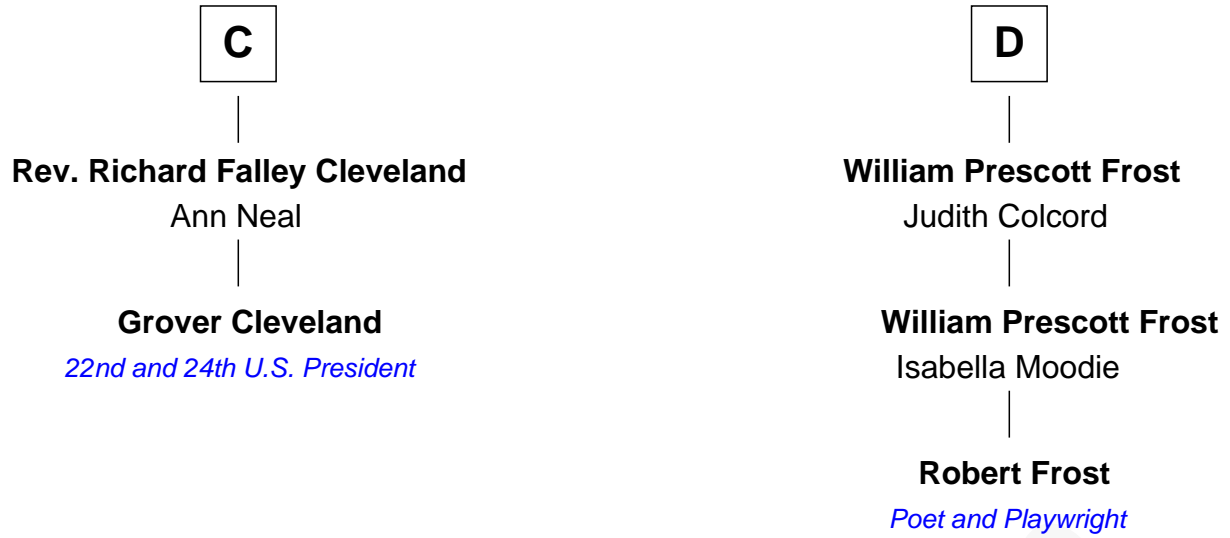 C
Rev. Richard Falley Cleveland
Ann Neal
Grover Cleveland
22nd and 24th U.S. President
D
William Prescott Frost
Judith Colcord
William Prescott Frost
Isabella Moodie
Robert Frost
Poet and Playwright